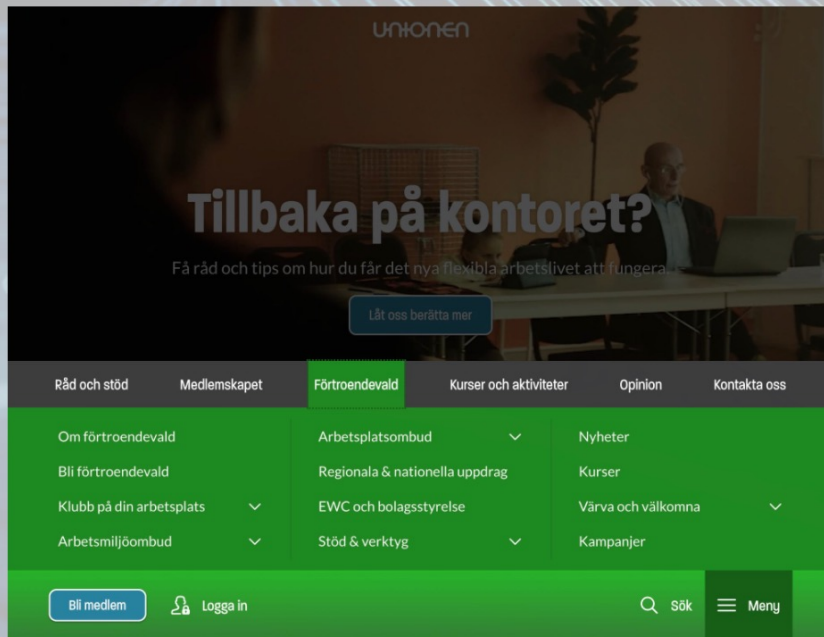 UNIONEN
Tillbaka på kontoret?
Få råd och tips om hur du får det nya flexibla arbetslivet att fungera.
Låt oss berätta mer
Råd och stöd Medlemskapet Förtroendevald Kurser och aktiviteter Opinion Kontakta oss
Om förtroendevald Arbetsplatsombud Nyheter
Bli förtroendevald Regionala & nationella uppdrag Kurser
Klubb på din arbetsplats EWC och bolagsstyrelse Värva och välkomna
Arbetsmiljöombud Stöd & verktyg Kampanjer
Bli medlem Logga in Sök Meny